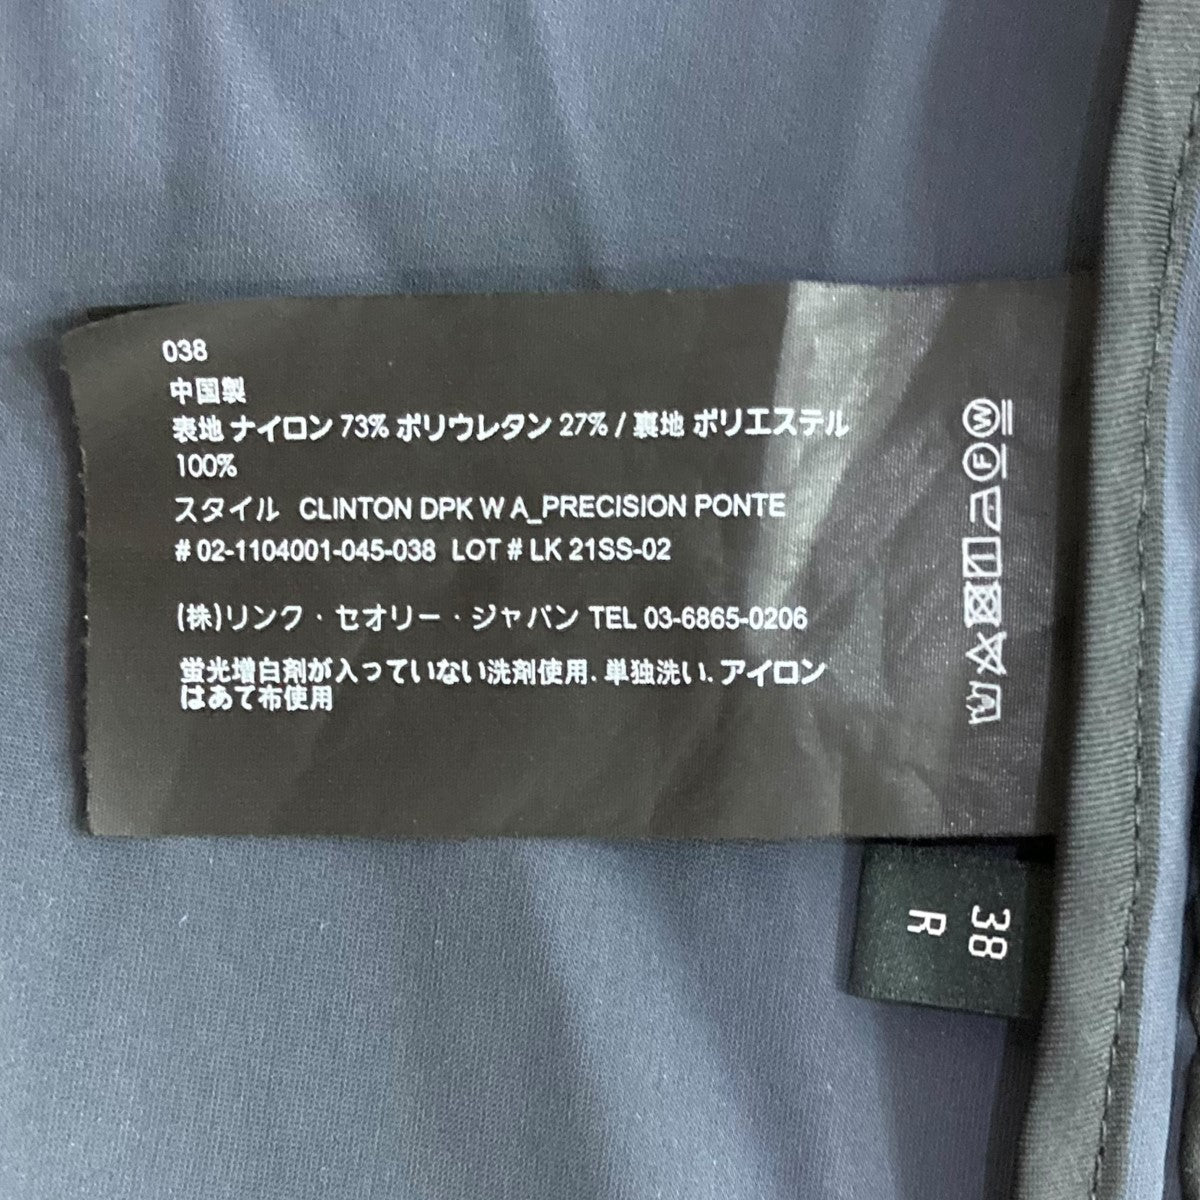 038
中国製
表地 ナイロン 73% ポリウレタン 27% / 裏地 ポリエステル
100%
スタイル CLINTON DPK W A_PRECISION PONTE
# 02-1104001-045-038 LOT # LK 21SS-02
(株)リンク・セオリー・ジャパン TEL 03-6865-0206
蛍光増白剤が入っていない洗剤使用. 単独洗い. アイロン
はあて布使用
W
F
38
R